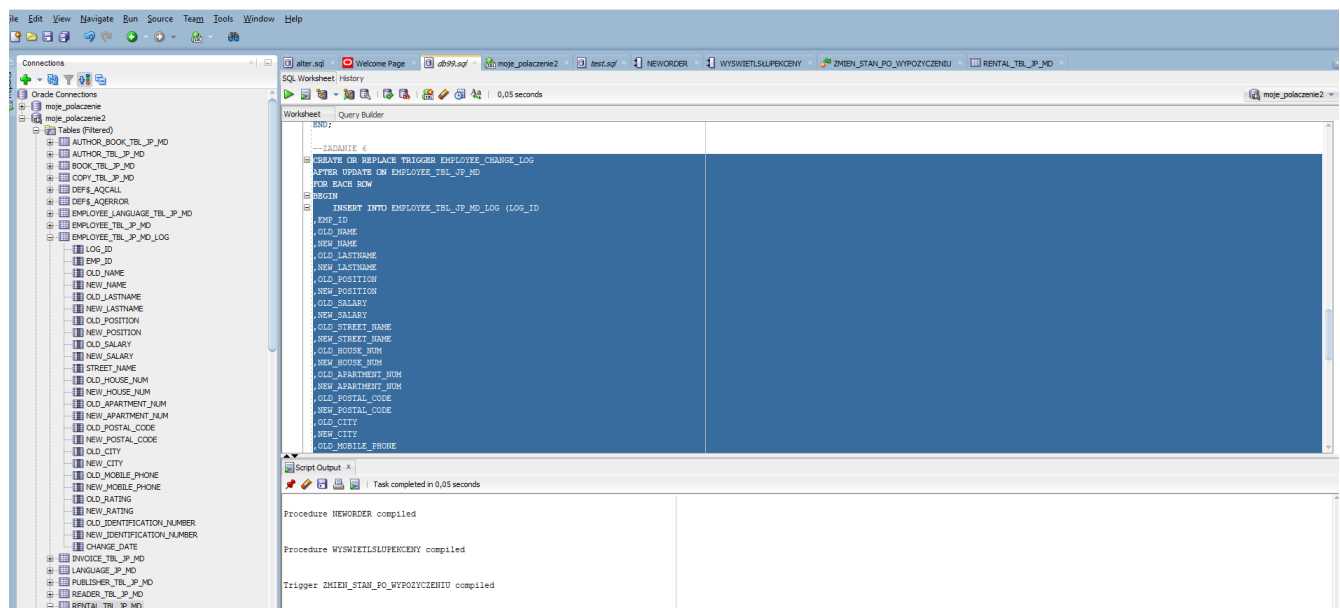 ile Edit View Navigate Run Source Team Tools Window Help
Connections
Oracle Connections
moje_polaczenie
moje_polaczenie2
Tables (Filtered)
AUTHOR_BOOK_TBL_JP_MD
AUTHOR_TBL_JP_MD
BOOK_TBL_JP_MD
COPY_TBL_JP_MD
DEF$_AQCALL
DEF$_AQERROR
EMPLOYEE_LANGUAGE_TBL_JP_MD
EMPLOYEE_TBL_JP_MD
EMPLOYEE_TBL_JP_MD_LOG
LOG_ID
EMP_ID
OLD_NAME
NEW_NAME
OLD_LASTNAME
NEW_LASTNAME
OLD_POSITION
NEW_POSITION
OLD_SALARY
NEW_SALARY
STREET_NAME
OLD_HOUSE_NUM
NEW_HOUSE_NUM
OLD_APARTMENT_NUM
NEW_APARTMENT_NUM
OLD_POSTAL_CODE
NEW_POSTAL_CODE
OLD_CITY
NEW_CITY
OLD_MOBILE_PHONE
NEW_MOBILE_PHONE
OLD_RATING
NEW_RATING
OLD_IDENTIFICATION_NUMBER
NEW_IDENTIFICATION_NUMBER
CHANGE_DATE
INVOICE_TBL_JP_MD
LANGUAGE_JP_MD
PUBLISHER_TBL_JP_MD
READER_TBL_JP_MD
RENTAL_TBL_JP_MD
alter.sql Welcome Page db99.sql moje_polaczenie2 test.sql NEWORDER WYSWIETLSŁUPEKCENY ZMIEN_STAN_PO_WYPOZYCZENIU RENTAL_TBL_JP_MD
SQL Worksheet History
0,05 seconds
moje_polaczenie2
Worksheet Query Builder
END;
--ZADANIE 6
CREATE OR REPLACE TRIGGER EMPLOYEE_CHANGE_LOG
AFTER UPDATE ON EMPLOYEE_TBL_JP_MD
FOR EACH ROW
BEGIN
INSERT INTO EMPLOYEE_TBL_JP_MD_LOG (LOG_ID
,EMP_ID
,OLD_NAME
,NEW_NAME
,OLD_LASTNAME
,NEW_LASTNAME
,OLD_POSITION
,NEW_POSITION
,OLD_SALARY
,NEW_SALARY
,OLD_STREET_NAME
,NEW_STREET_NAME
,OLD_HOUSE_NUM
,NEW_HOUSE_NUM
,OLD_APARTMENT_NUM
,NEW_APARTMENT_NUM
,OLD_POSTAL_CODE
,NEW_POSTAL_CODE
,OLD_CITY
,NEW_CITY
,OLD_MOBILE_PHONE
Script Output x
Task completed in 0,05 seconds
Procedure NEWORDER compiled
Procedure WYSWIETLSŁUPEKCENY compiled
Trigger ZMIEN_STAN_PO_WYPOZYCZENIU compiled